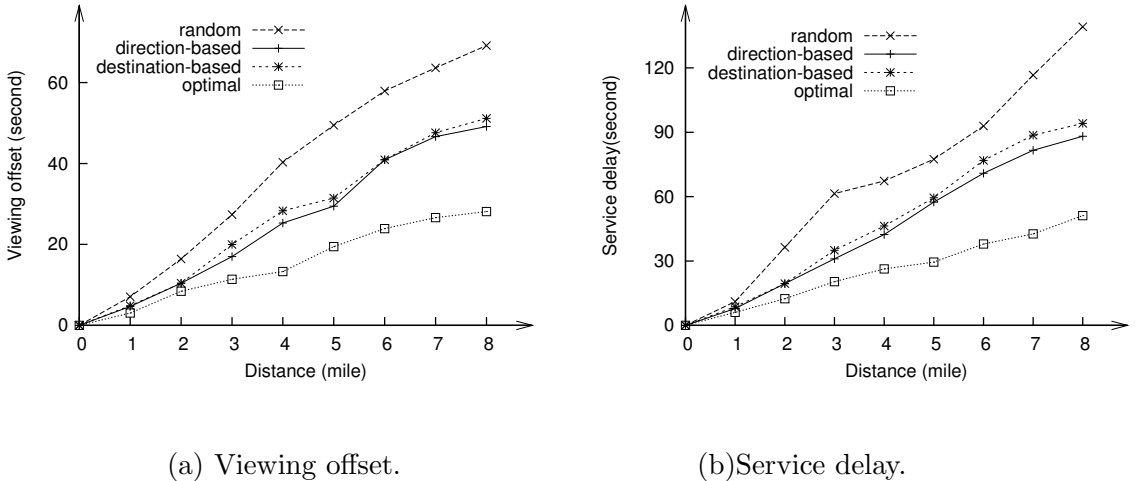 random
direction-based
destination-based
optimal
Viewing offset (second)
60
40
20
0
0 1 2 3 4 5 6 7 8
Distance (mile)
(a) Viewing offset.
random
direction-based
destination-based
optimal
Service delay(second)
120
90
60
30
0
0 1 2 3 4 5 6 7 8
Distance (mile)
(b)Service delay.